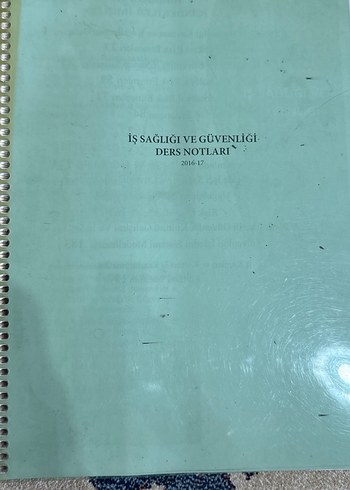 İŞ SAĞLIĞI VE GÜVENLİĞİ
DERS NOTLARI
2016-17